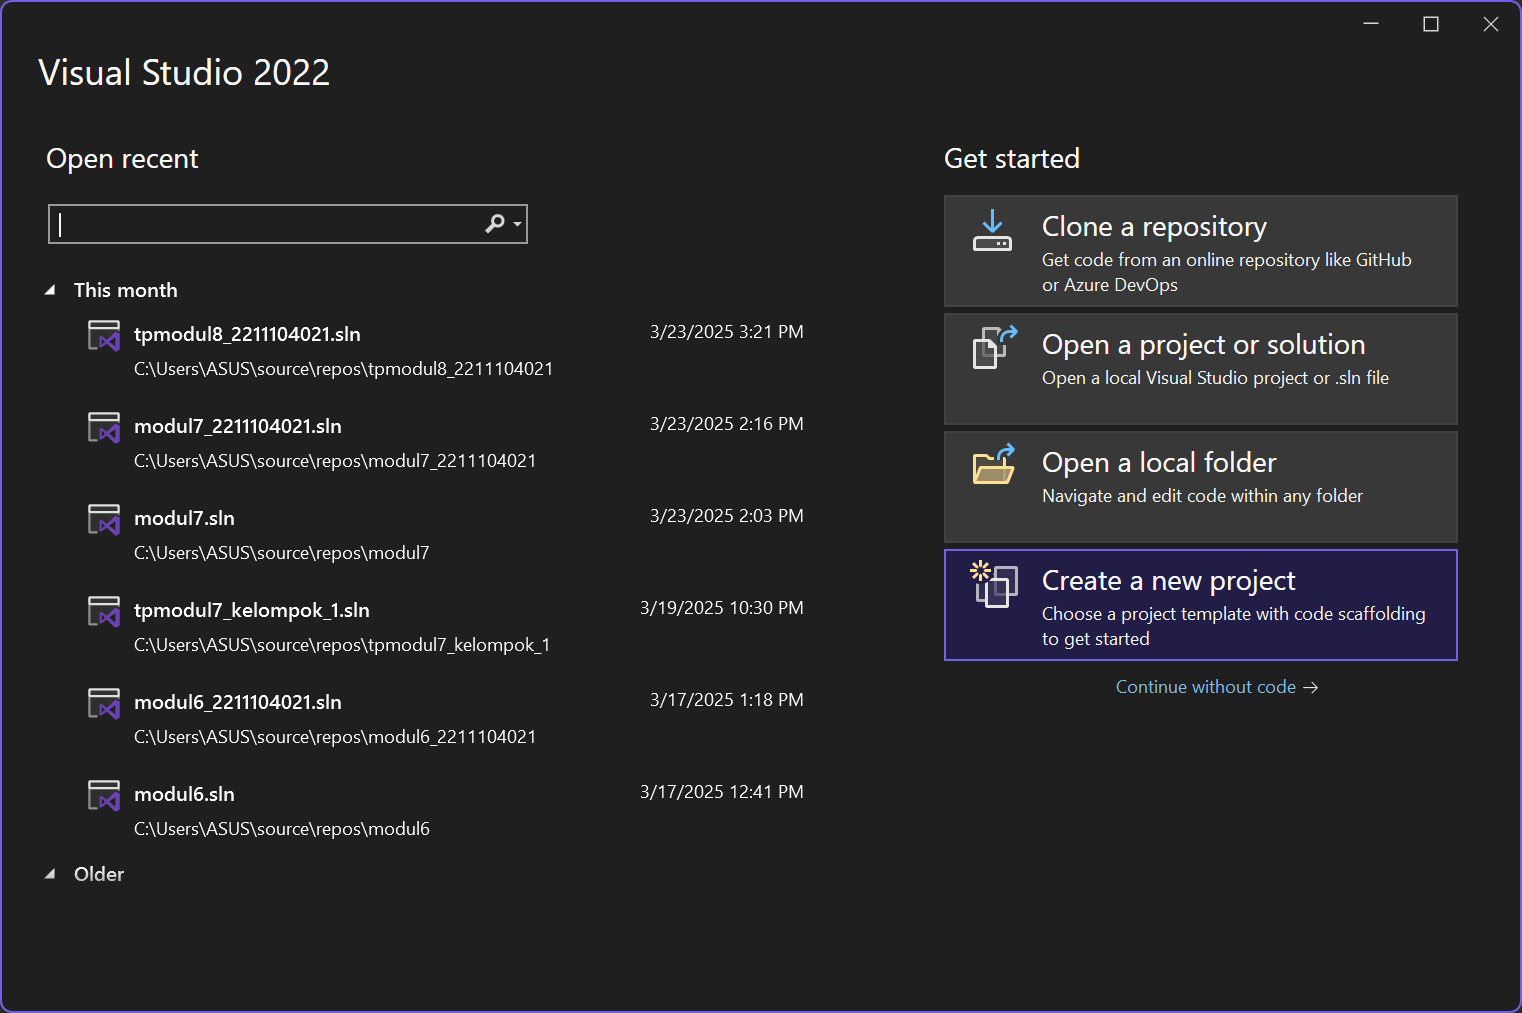 Visual Studio 2022
Open recent
This month
tpmodul8_2211104021.sln
3/23/2025 3:21 PM
C:\Users\ASUS\source\repos\tpmodul8_2211104021
modul7_2211104021.sln
3/23/2025 2:16 PM
C:\Users\ASUS\source\repos\modul7_2211104021
modul7.sln
3/23/2025 2:03 PM
C:\Users\ASUS\source\repos\modul7
tpmodul7_kelompok_1.sln
3/19/2025 10:30 PM
C:\Users\ASUS\source\repos\tpmodul7_kelompok_1
modul6_2211104021.sln
3/17/2025 1:18 PM
C:\Users\ASUS\source\repos\modul6_2211104021
modul6.sln
3/17/2025 12:41 PM
C:\Users\ASUS\source\repos\modul6
Older
Get started
Clone a repository
Get code from an online repository like GitHub
or Azure DevOps
Open a project or solution
Open a local Visual Studio project or .sln file
Open a local folder
Navigate and edit code within any folder
Create a new project
Choose a project template with code scaffolding
to get started
Continue without code →